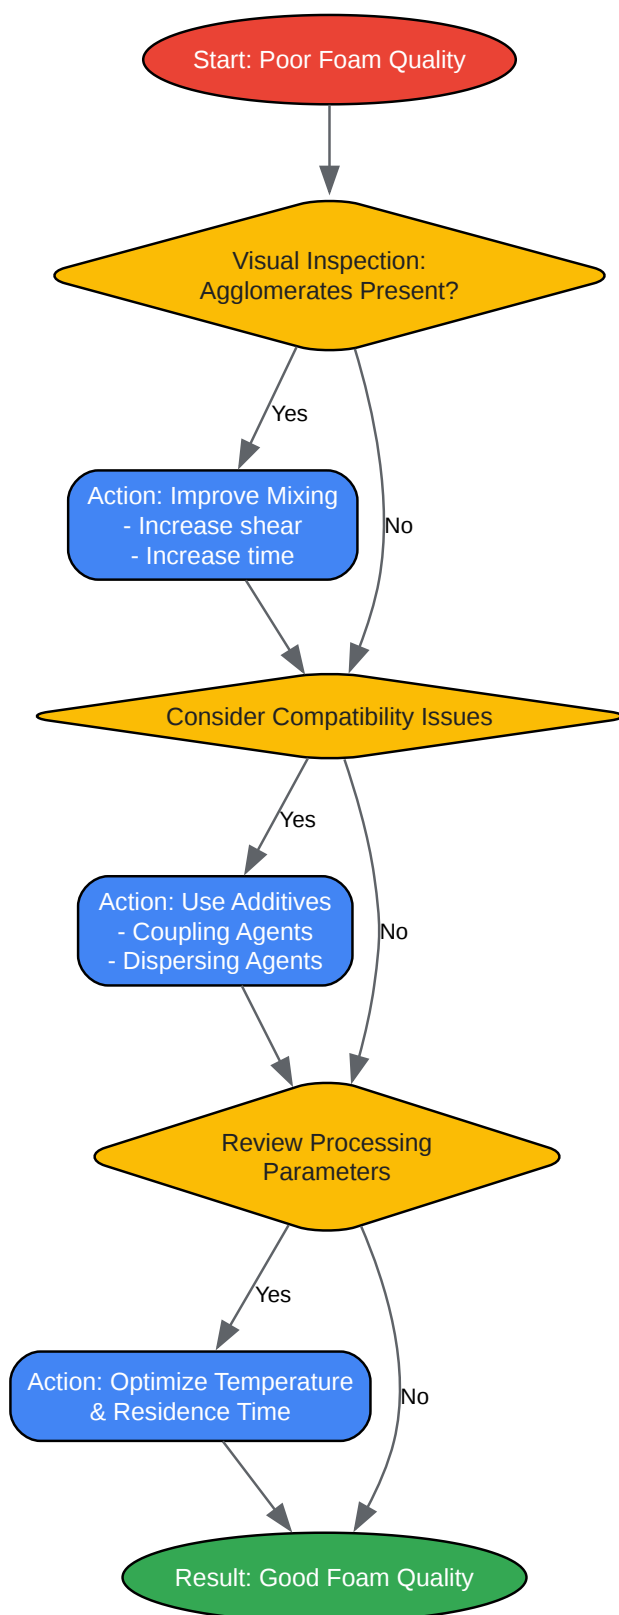 Start: Poor Foam Quality
Visual Inspection:
Agglomerates Present?
Yes
Action: Improve Mixing
- Increase shear
- Increase time
No
Consider Compatibility Issues
Yes
Action: Use Additives
- Coupling Agents
- Dispersing Agents
No
Review Processing
Parameters
Yes
Action: Optimize Temperature
& Residence Time
No
Result: Good Foam Quality